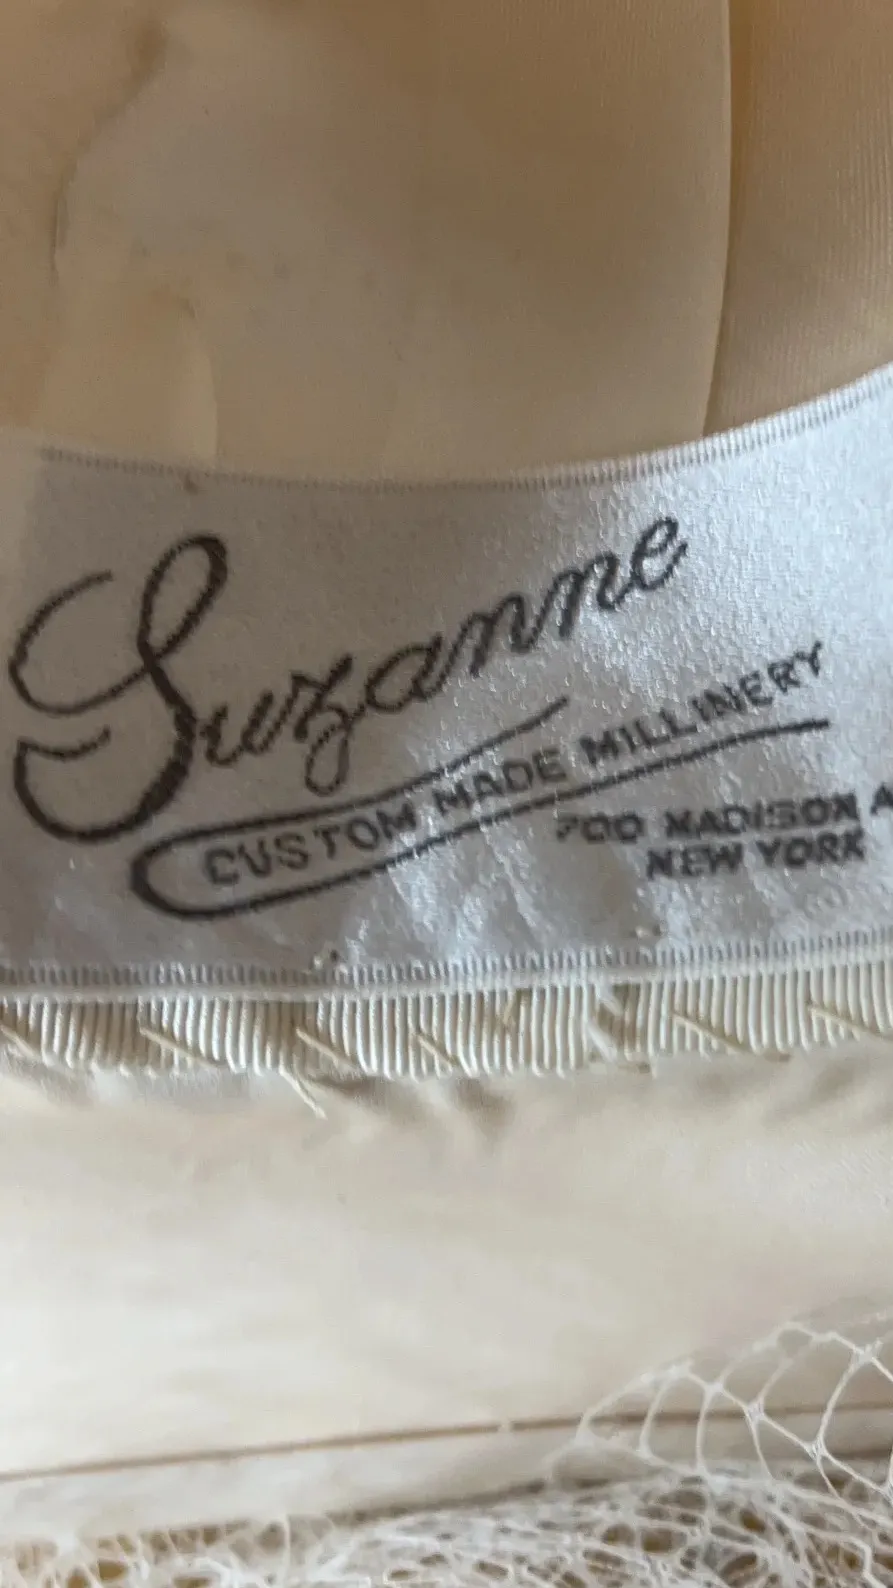 Suzanne
CUSTOM MADE MILLINERY
700 MADISON A
NEW YORK